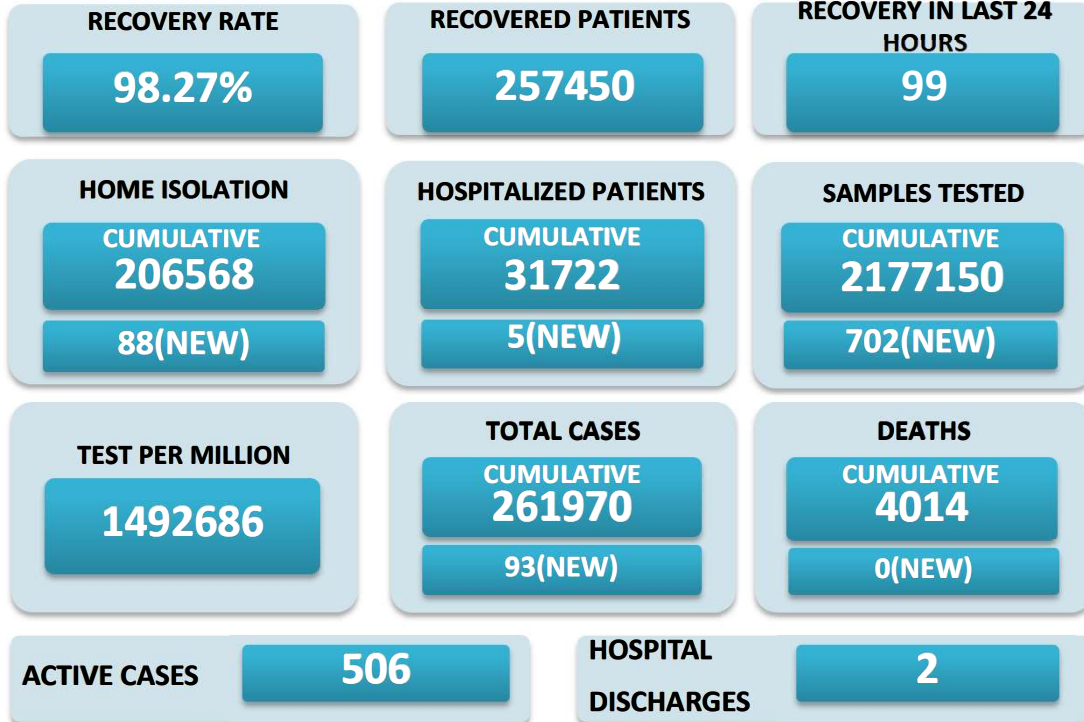 RECOVERY RATE
98.27%
RECOVERED PATIENTS
257450
RECOVERY IN LAST 24
HOURS
99
HOME ISOLATION
CUMULATIVE
206568
88(NEW)
HOSPITALIZED PATIENTS
CUMULATIVE
31722
5(NEW)
SAMPLES TESTED
CUMULATIVE
2177150
702(NEW)
TEST PER MILLION
1492686
TOTAL CASES
CUMULATIVE
261970
93(NEW)
DEATHS
CUMULATIVE
4014
0(NEW)
ACTIVE CASES
506
HOSPITAL
DISCHARGES
2